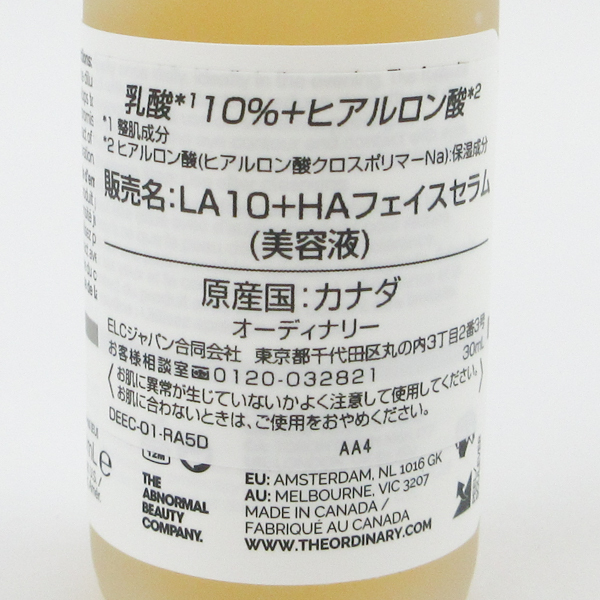 乳酸*1 10%+ヒアルロン酸*2
*1 整肌成分
*2 ヒアルロン酸(ヒアルロン酸クロスポリマーNa):保湿成分
販売名:LA10+HAフェイスセラム
(美容液)
原産国:カナダ
オーディナリー
ELCジャパン合同会社 東京都千代田区丸の内3丁目2番3号
お客様相談室 0120-032821 30mL
〈お肌に異常が生じていないかよく注意して使用してください。
お肌に合わないときは、ご使用をおやめください。〉
DEEC-01-RA5D AA4
12M
mL e
THE
ABNORMAL
BEAUTY
COMPANY.
EU: AMSTERDAM, NL 1016 GK
AU: MELBOURNE, VIC 3207
MADE IN CANADA /
FABRIQUÉ AU CANADA
WWW.THEORDINARY.COM